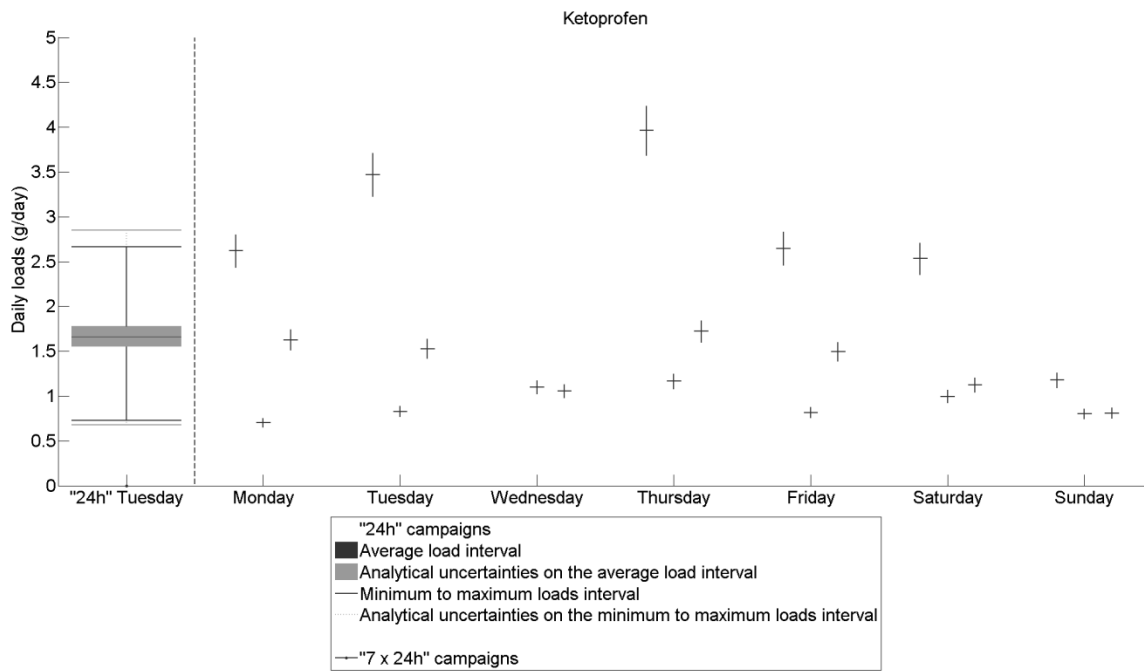 Ketoprofen
Daily loads (g/day)
5
4.5
4
3.5
3
2.5
2
1.5
1
0.5
0
"24h" Tuesday
Monday
Tuesday
Wednesday
Thursday
Friday
Saturday
Sunday
"24h" campaigns
Average load interval
Analytical uncertainties on the average load interval
Minimum to maximum loads interval
Analytical uncertainties on the minimum to maximum loads interval
"7 x 24h" campaigns